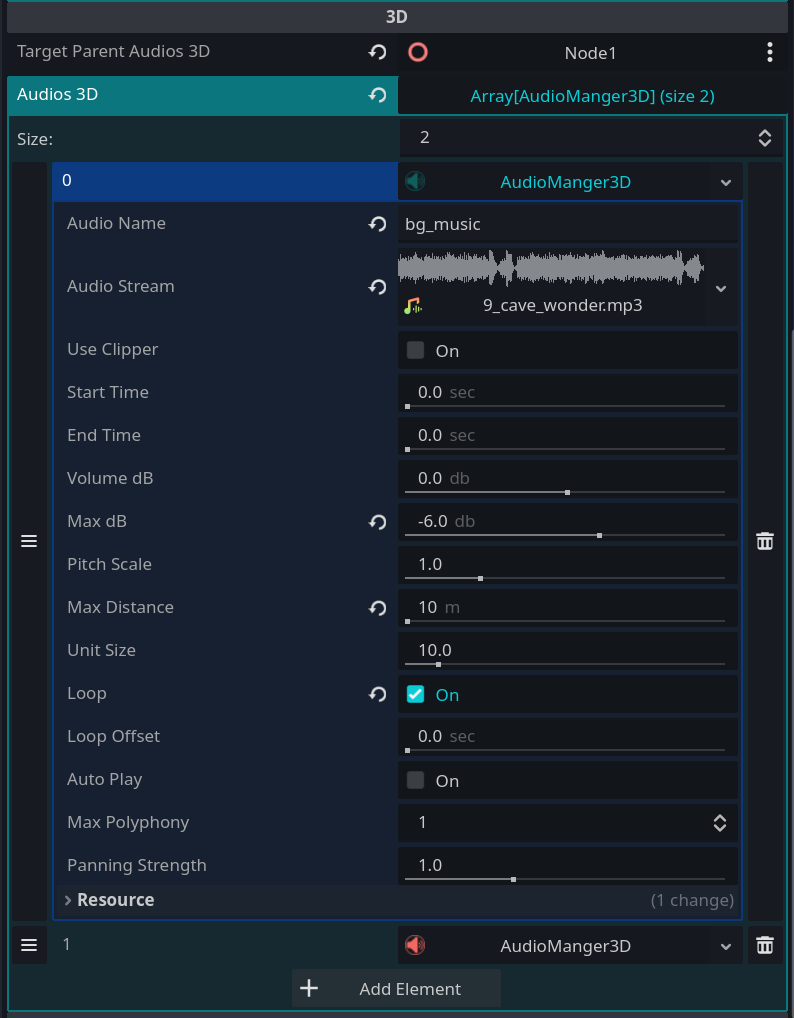 3D
Target Parent Audios 3D Node1
Audios 3D Array[AudioManger3D] (size 2)
Size: 2
0 AudioManger3D
Audio Name bg_music
Audio Stream 9_cave_wonder.mp3
Use Clipper On
Start Time 0.0 sec
End Time 0.0 sec
Volume dB 0.0 db
Max dB -6.0 db
Pitch Scale 1.0
Max Distance 10 m
Unit Size 10.0
Loop On
Loop Offset 0.0 sec
Auto Play On
Max Polyphony 1
Panning Strength 1.0
Resource (1 change)
1 AudioManger3D
Add Element